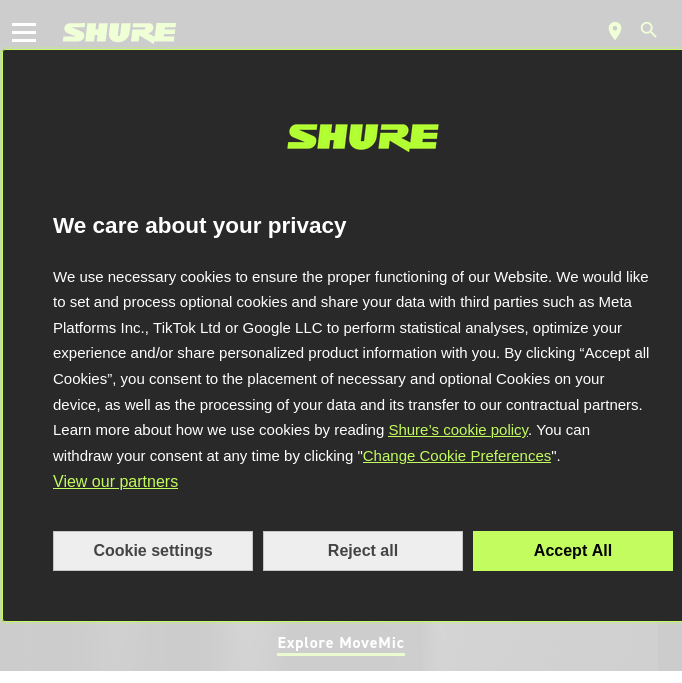 SHURE
SHURE
We care about your privacy
We use necessary cookies to ensure the proper functioning of our Website. We would like
to set and process optional cookies and share your data with third parties such as Meta
Platforms Inc., TikTok Ltd or Google LLC to perform statistical analyses, optimize your
experience and/or share personalized product information with you. By clicking “Accept all
Cookies”, you consent to the placement of necessary and optional Cookies on your
device, as well as the processing of your data and its transfer to our contractual partners.
Learn more about how we use cookies by reading Shure’s cookie policy. You can
withdraw your consent at any time by clicking "Change Cookie Preferences".
View our partners
Cookie settings
Reject all
Accept All
Explore MoveMic